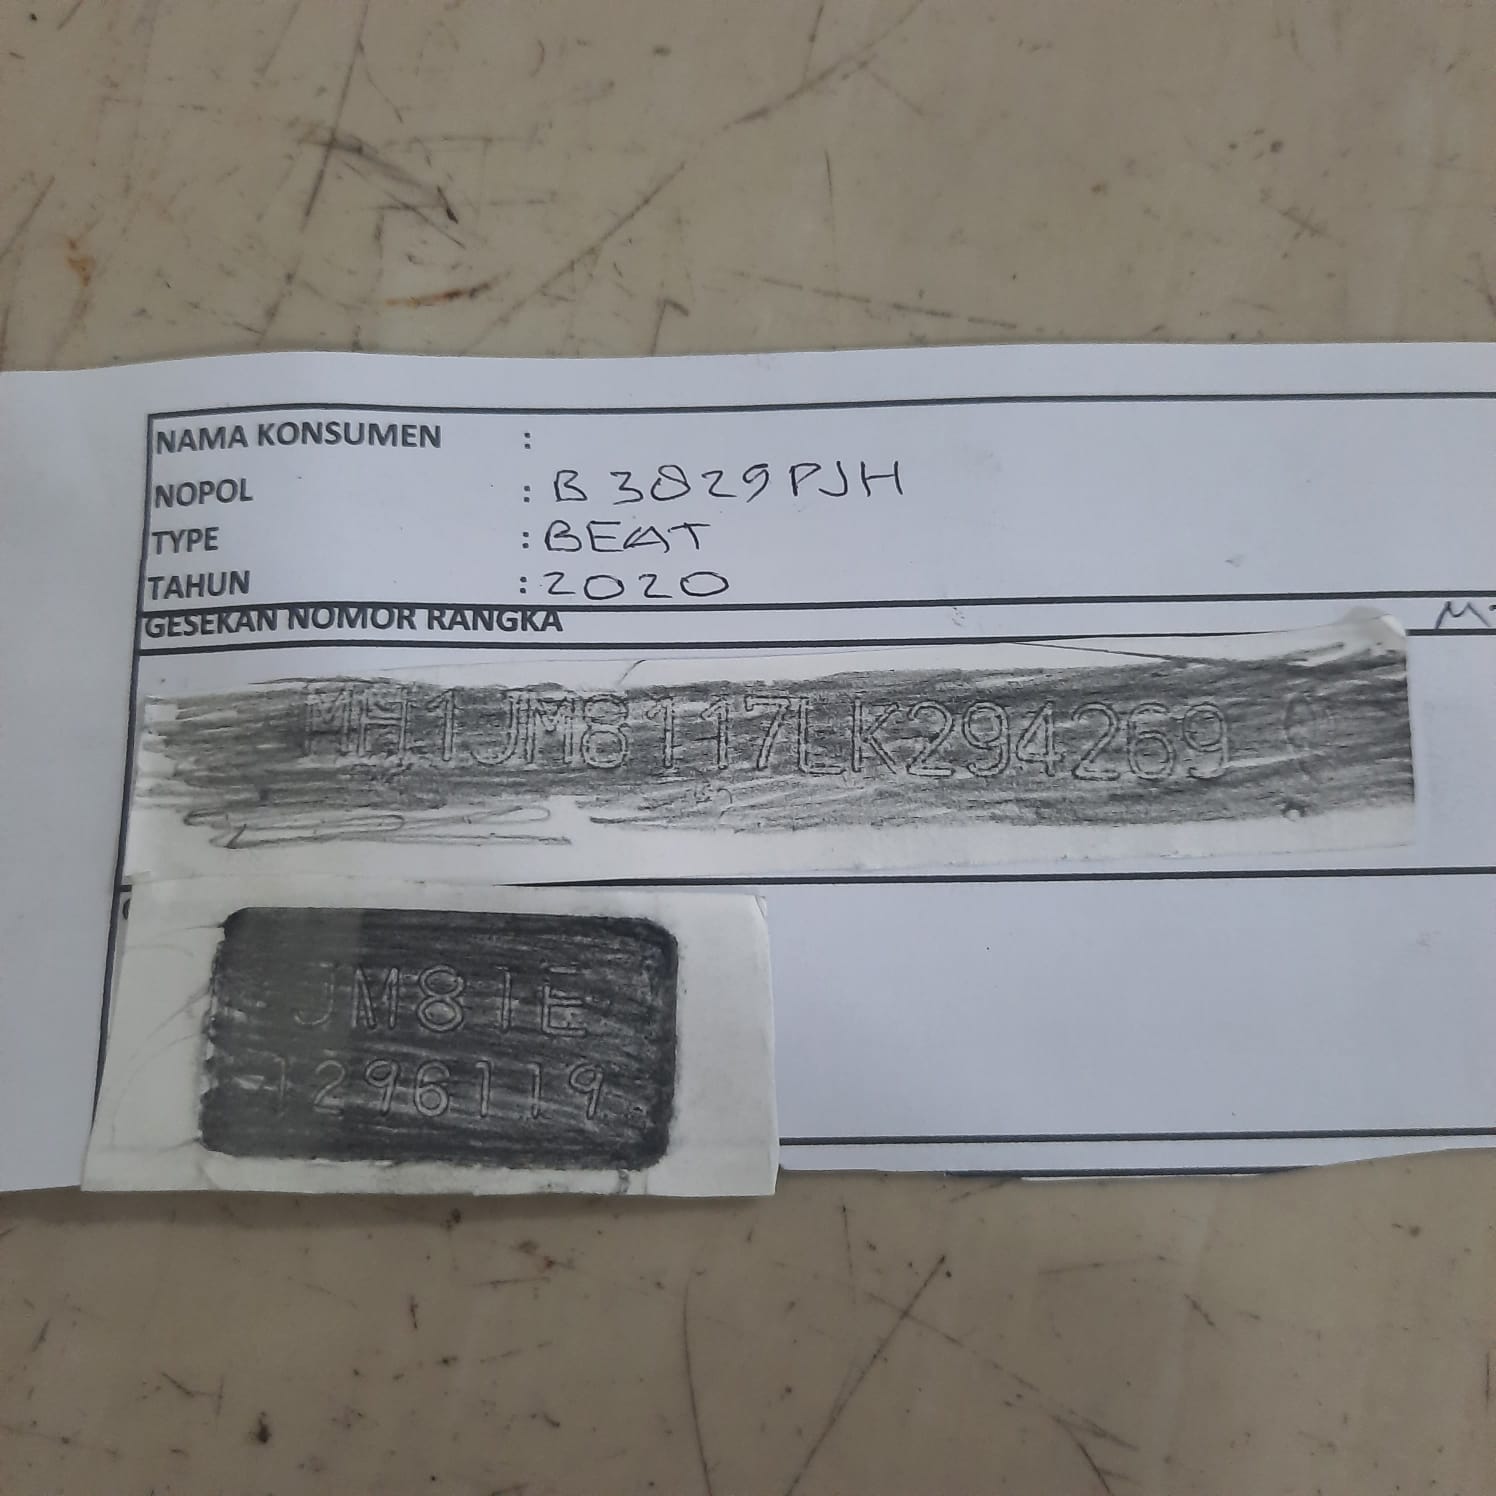 NAMA KONSUMEN :
NOPOL : B 3829 PJH
TYPE : BEAT
TAHUN : 2020
GESEKAN NOMOR RANGKA
MH1JM8117LK294269
JM81E
1296119